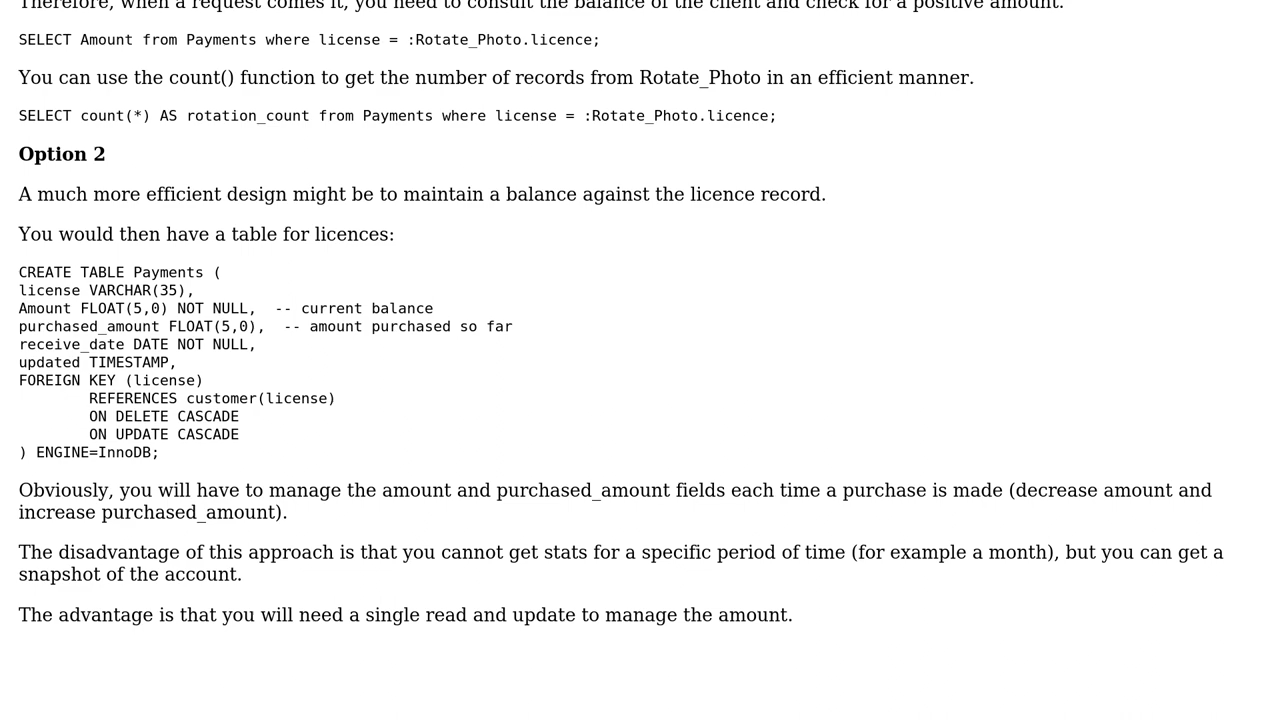 Therefore, when a request comes it, you need to consult the balance of the client and check for a positive amount.
SELECT Amount from Payments where license = :Rotate_Photo.licence;
You can use the count() function to get the number of records from Rotate_Photo in an efficient manner.
SELECT count(*) AS rotation_count from Payments where license = :Rotate_Photo.licence;
Option 2
A much more efficient design might be to maintain a balance against the licence record.
You would then have a table for licences:
CREATE TABLE Payments (
license VARCHAR(35),
Amount FLOAT(5,0) NOT NULL,  -- current balance
purchased_amount FLOAT(5,0),  -- amount purchased so far
receive_date DATE NOT NULL,
updated TIMESTAMP,
FOREIGN KEY (license)
        REFERENCES customer(license)
        ON DELETE CASCADE
        ON UPDATE CASCADE
) ENGINE=InnoDB;
Obviously, you will have to manage the amount and purchased_amount fields each time a purchase is made (decrease amount and
increase purchased_amount).
The disadvantage of this approach is that you cannot get stats for a specific period of time (for example a month), but you can get a
snapshot of the account.
The advantage is that you will need a single read and update to manage the amount.